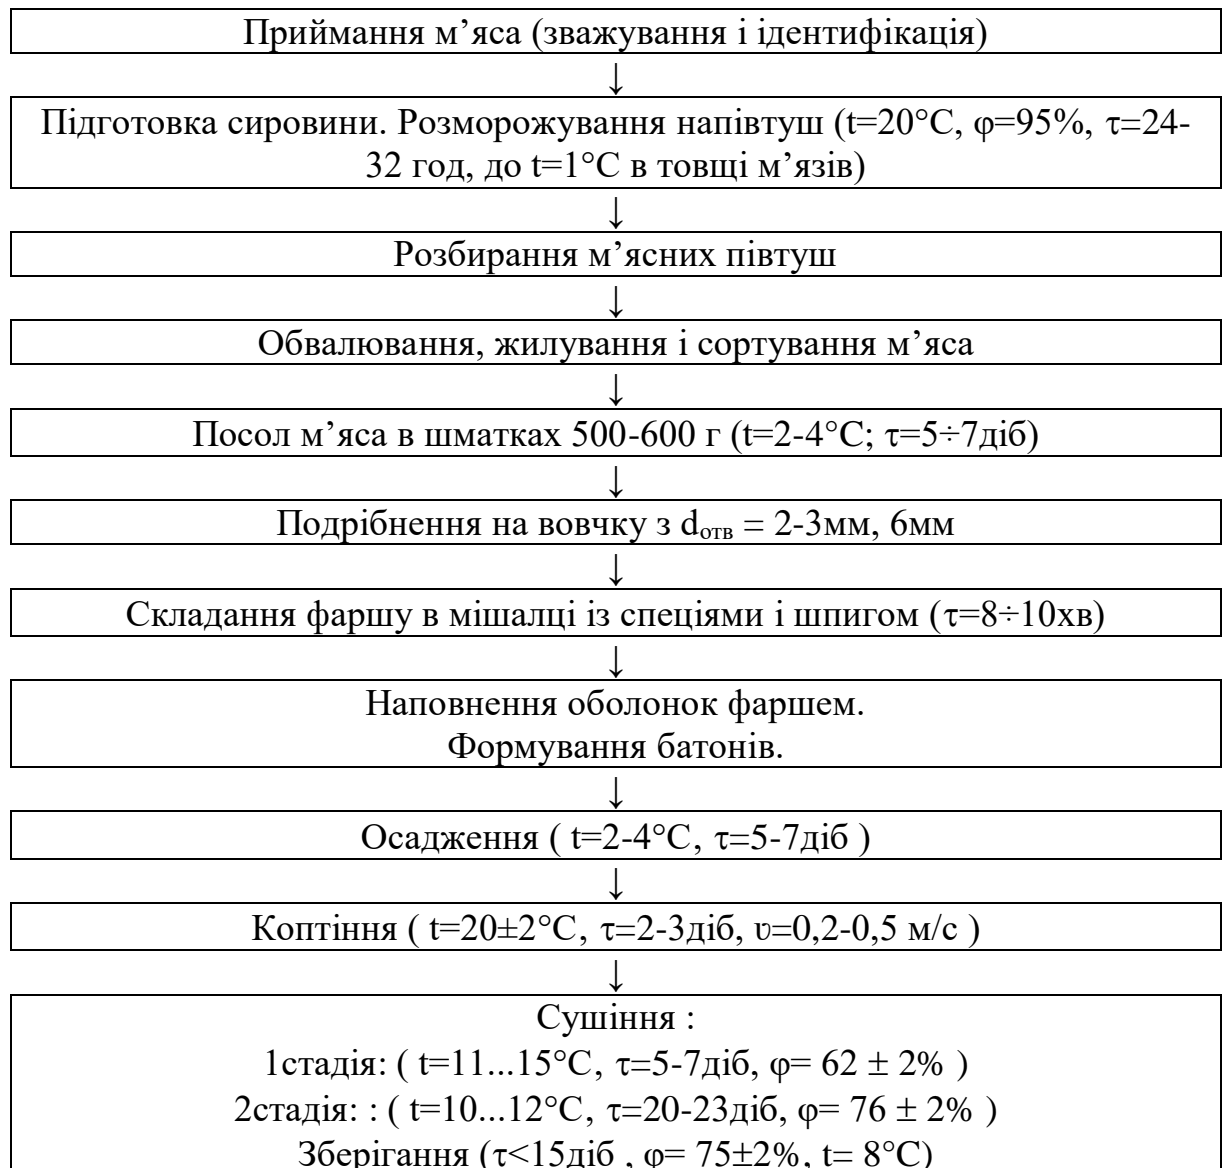 Приймання м’яса (зважування і ідентифікація)
↓
Підготовка сировини. Розморожування напівтуш (t=20°C, φ=95%, τ=24-
32 год, до t=1°C в товщі м’язів)
↓
Розбирання м’ясних півтуш
↓
Обвалювання, жилування і сортування м’яса
↓
Посол м’яса в шматках 500-600 г (t=2-4°C; τ=5÷7діб)
↓
Подрібнення на вовчку з dотв = 2-3мм, 6мм
↓
Складання фаршу в мішалці із спеціями і шпигом (τ=8÷10хв)
↓
Наповнення оболонок фаршем.
Формування батонів.
↓
Осадження ( t=2-4°C, τ=5-7діб )
↓
Коптіння ( t=20±2°C, τ=2-3діб, υ=0,2-0,5 м/с )
↓
Сушіння :
1стадія: ( t=11...15°C, τ=5-7діб, φ= 62 ± 2% )
2стадія: : ( t=10...12°C, τ=20-23діб, φ= 76 ± 2% )
Зберігання (τ<15діб , φ= 75±2%, t= 8°C)